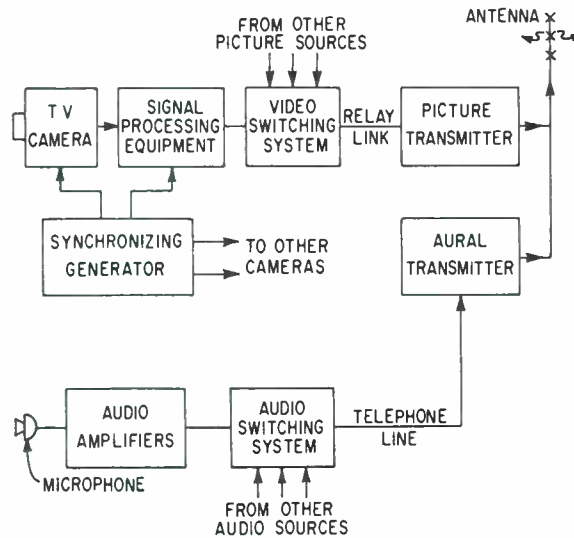 FROM OTHER
PICTURE SOURCES
ANTENNA
TV
CAMERA
SIGNAL
PROCESSING
EQUIPMENT
VIDEO
SWITCHING
SYSTEM
RELAY
LINK
PICTURE
TRANSMITTER
SYNCHRONIZING
GENERATOR
TO OTHER
CAMERAS
AURAL
TRANSMITTER
AUDIO
AMPLIFIERS
AUDIO
SWITCHING
SYSTEM
TELEPHONE
LINE
MICROPHONE
FROM OTHER
AUDIO SOURCES